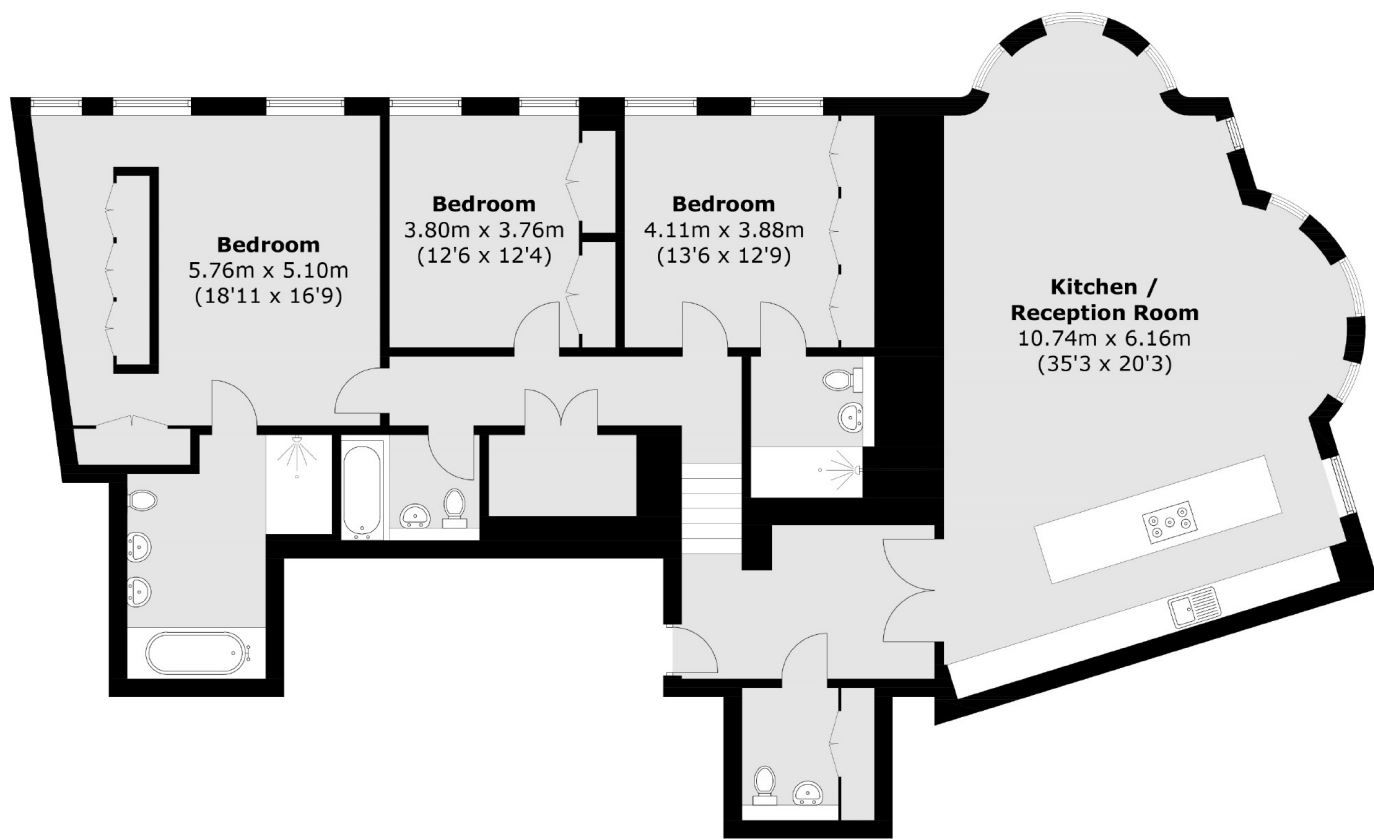 Bedroom
5.76m x 5.10m
(18'11 x 16'9)
Bedroom
3.80m x 3.76m
(12'6 x 12'4)
Bedroom
4.11m x 3.88m
(13'6 x 12'9)
Kitchen /
Reception Room
10.74m x 6.16m
(35'3 x 20'3)